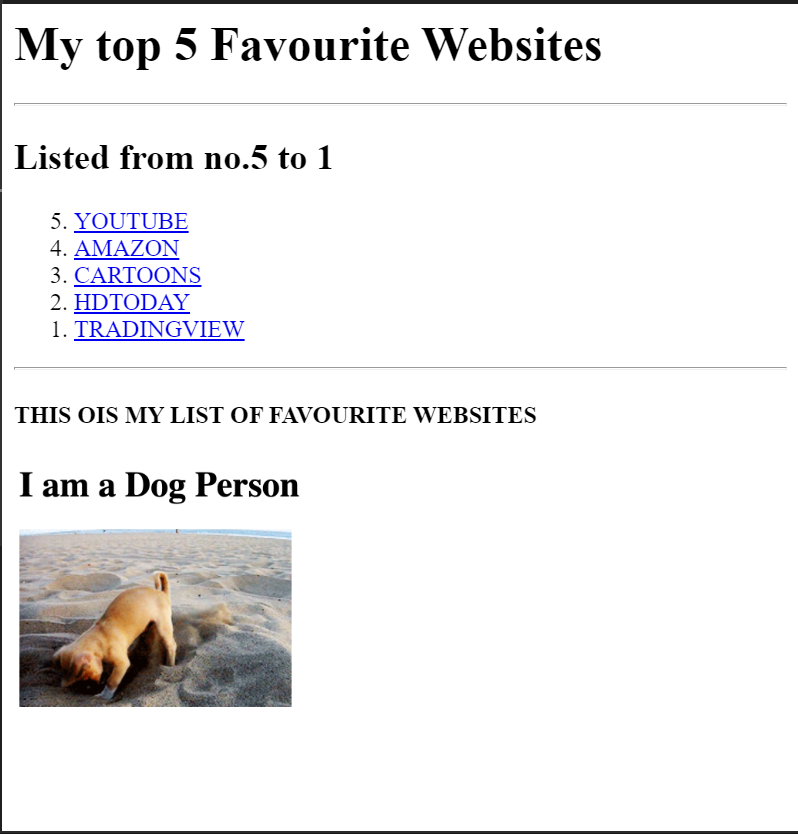 My top 5 Favourite Websites
Listed from no.5 to 1
5. YOUTUBE
4. AMAZON
3. CARTOONS
2. HDTODAY
1. TRADINGVIEW
THIS OIS MY LIST OF FAVOURITE WEBSITES
I am a Dog Person